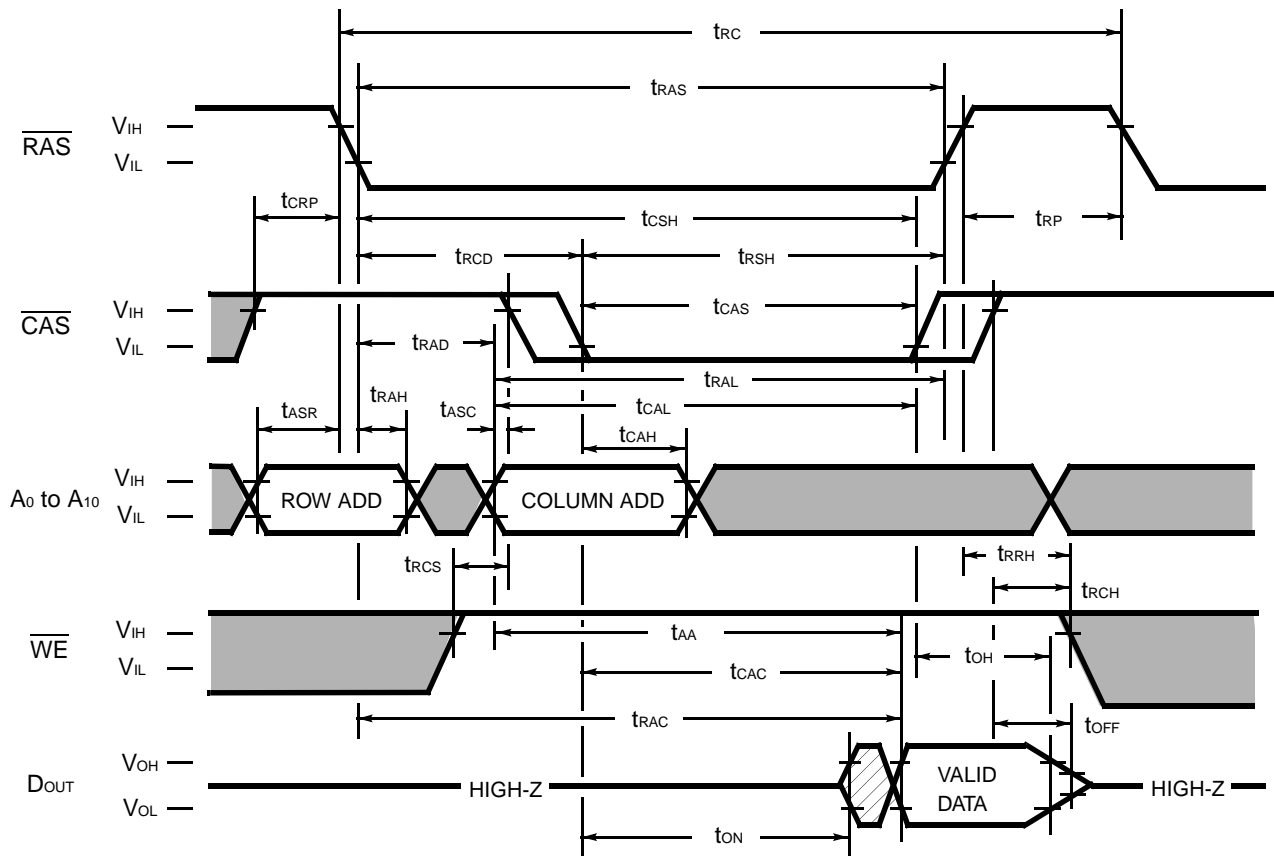 tRC
tRAS
RAS
VIH
VIL
tCRP
tCSH
tRP
tRCD
tRSH
CAS
VIH
VIL
tCAS
tRAD
tRAL
tASR
tRAH
tASC
tCAL
tCAH
A0 to A10
VIH
VIL
ROW ADD
COLUMN ADD
tRCS
tRRH
tRCH
WE
VIH
VIL
tAA
tOH
tCAC
tRAC
tOFF
DOUT
VOH
VOL
HIGH-Z
VALID
DATA
HIGH-Z
tON